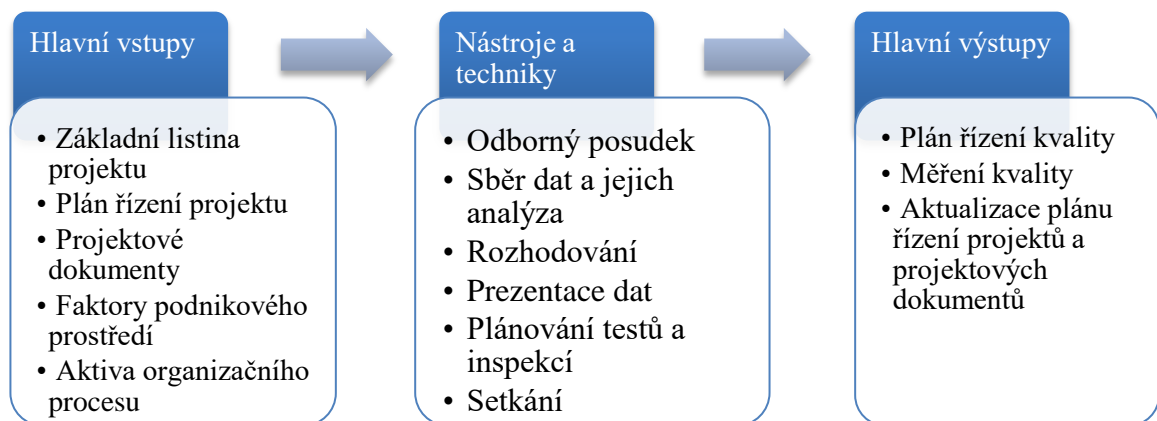 Hlavní vstupy
• Základní listina
projektu
• Plán řízení projektu
• Projektové
dokumenty
• Faktory podnikového
prostředí
• Aktiva organizačního
procesu
Nástroje a
techniky
• Odborný posudek
• Sběr dat a jejich
analýza
• Rozhodování
• Prezentace dat
• Plánování testů a
inspekcí
• Setkání
Hlavní výstupy
• Plán řízení kvality
• Měření kvality
• Aktualizace plánu
řízení projektů a
projektových
dokumentů